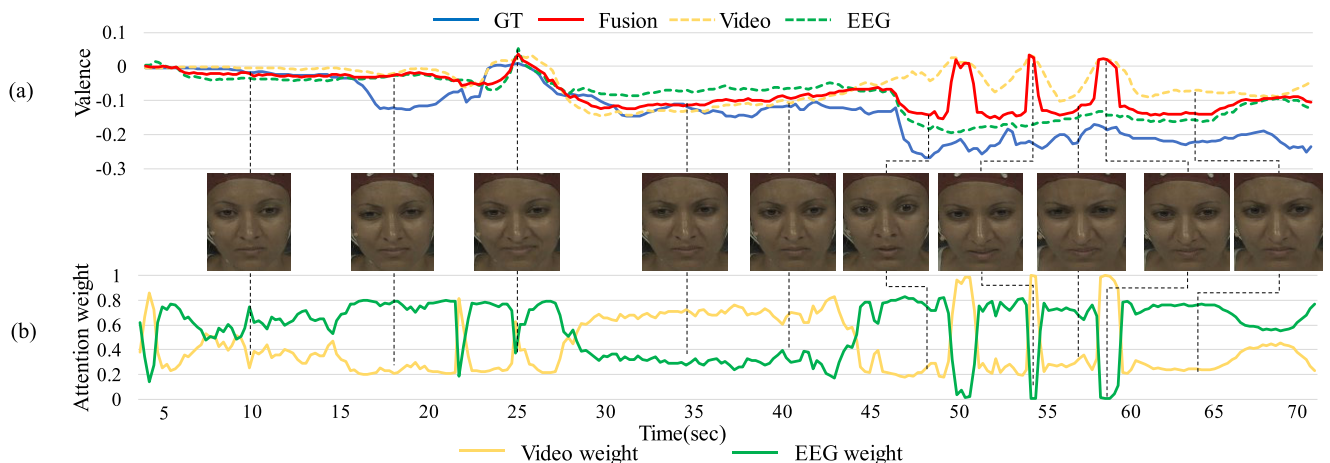 GT Fusion Video EEG
(a)
Valence
0.1
0
-0.1
-0.2
-0.3
(b)
Attention weight
1
0.8
0.6
0.4
0.2
0
5 10 15 20 25 30 35 40 45 50 55 60 65 70
Time(sec)
Video weight EEG weight